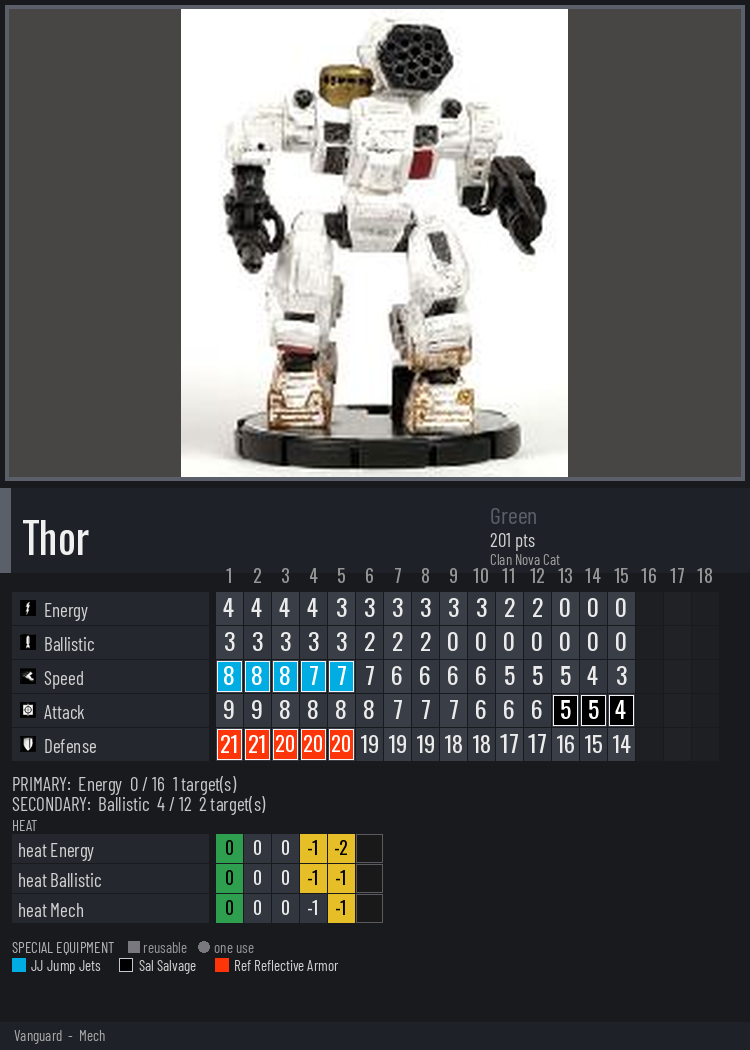 Thor
Green
201 pts
Clan Nova Cat
1 2 3 4 5 6 7 8 9 10 11 12 13 14 15 16 17 18
Energy 4 4 4 4 3 3 3 3 3 3 2 2 0 0 0
Ballistic 3 3 3 3 3 2 2 2 0 0 0 0 0 0 0
Speed 8 8 8 7 7 7 6 6 6 6 5 5 5 4 3
Attack 9 9 8 8 8 8 7 7 7 6 6 6 5 5 4
Defense 21 21 20 20 20 19 19 19 18 18 17 17 16 15 14
PRIMARY: Energy 0 / 16 1 target(s)
SECONDARY: Ballistic 4 / 12 2 target(s)
HEAT
heat Energy 0 0 0 -1 -2
heat Ballistic 0 0 0 -1 -1
heat Mech 0 0 0 -1 -1
SPECIAL EQUIPMENT reusable one use
JJ Jump Jets Sal Salvage Ref Reflective Armor
Vanguard - Mech